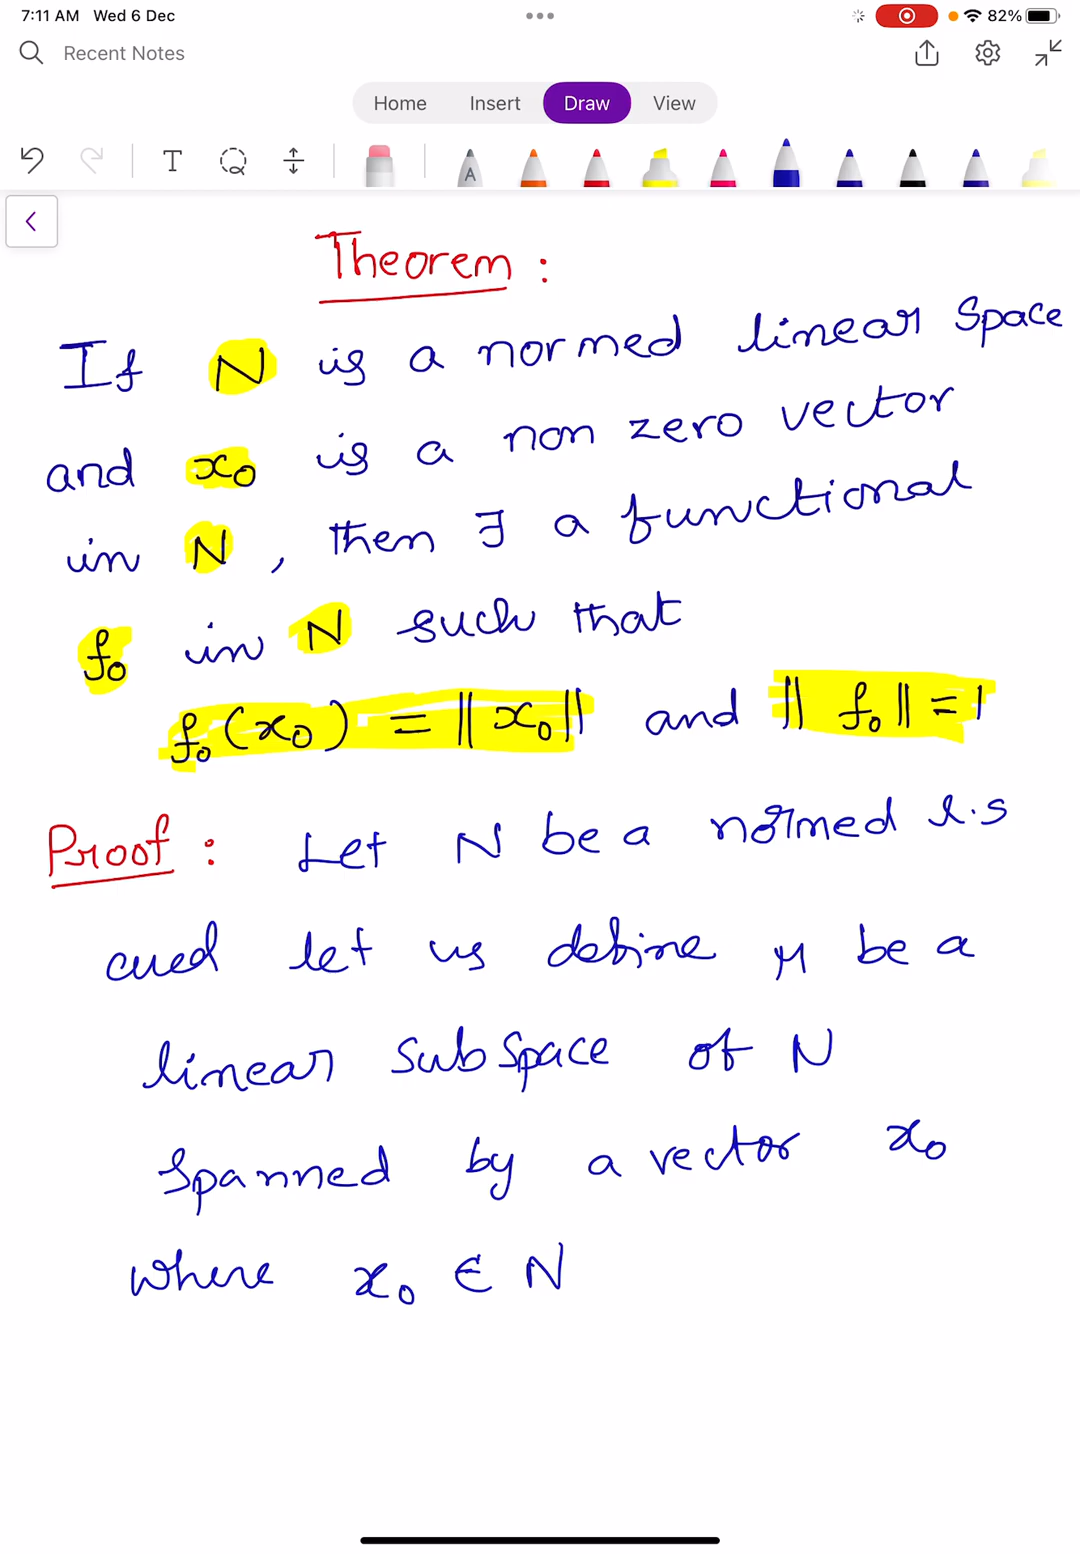 7:11 AM Wed 6 Dec 82%
Recent Notes
Home Insert Draw View
T A
Theorem :
If N is a normed linear Space
and x₀ is a non zero vector
in N , then ∃ a functional
f₀ in N such that
f₀(x₀) = ||x₀|| and || f₀ || = 1
Proof : Let N be a normed l.s
and let us define M be a
linear subspace of N
spanned by a vector x₀
where x₀ ∈ N